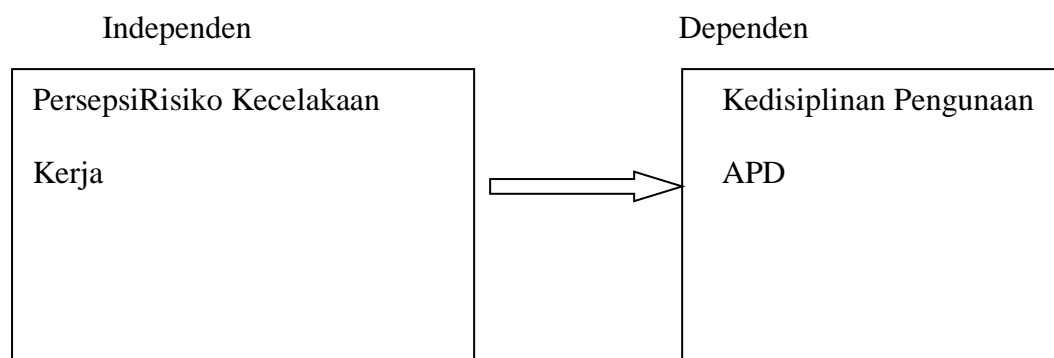 Independen
Dependen
PersepsiRisiko Kecelakaan
Kerja
Kedisiplinan Pengunaan
APD